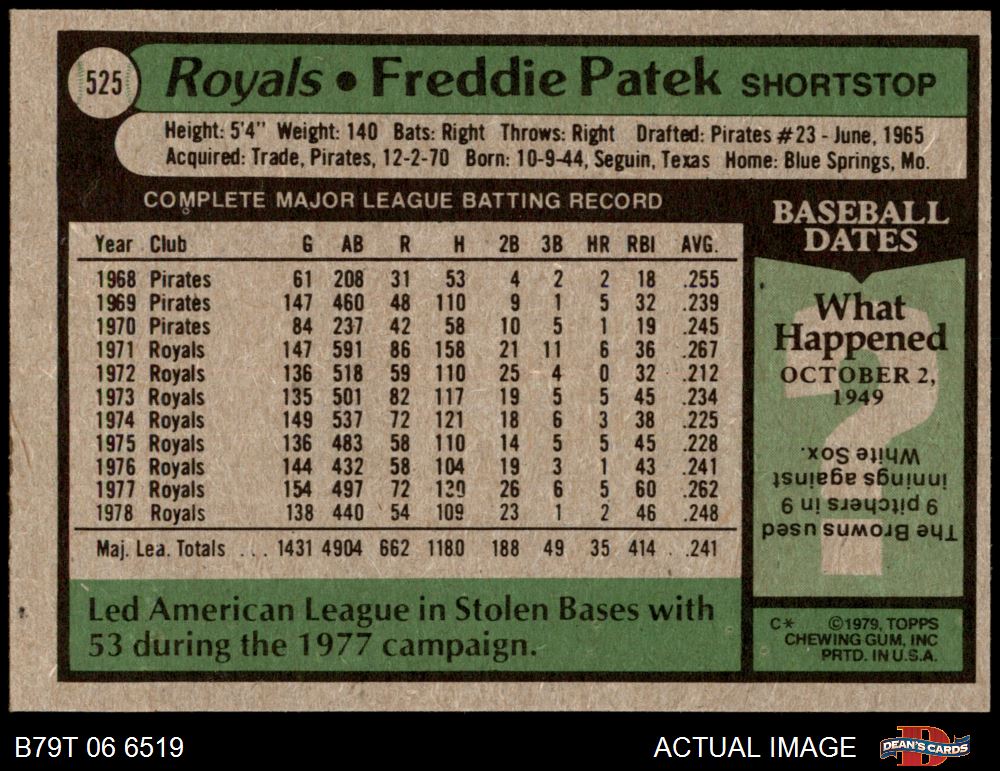 525 Royals • Freddie Patek SHORTSTOP
Height: 5'4" Weight: 140 Bats: Right Throws: Right Drafted: Pirates #23 - June, 1965
Acquired: Trade, Pirates, 12-2-70 Born: 10-9-44, Seguin, Texas Home: Blue Springs, Mo.
COMPLETE MAJOR LEAGUE BATTING RECORD
Year Club G AB R H 2B 3B HR RBI AVG.
1968 Pirates 61 208 31 53 4 2 2 18 .255
1969 Pirates 147 460 48 110 9 1 5 32 .239
1970 Pirates 84 237 42 58 10 5 1 19 .245
1971 Royals 147 591 86 158 21 11 6 36 .267
1972 Royals 136 518 59 110 25 4 0 32 .212
1973 Royals 135 501 82 117 19 5 5 45 .234
1974 Royals 149 537 72 121 18 6 3 38 .225
1975 Royals 136 483 58 110 14 5 5 45 .228
1976 Royals 144 432 58 104 19 3 1 43 .241
1977 Royals 154 497 72 130 26 6 5 60 .262
1978 Royals 138 440 54 109 23 1 2 46 .248
Maj. Lea. Totals ... 1431 4904 662 1180 188 49 35 414 .241
Led American League in Stolen Bases with
53 during the 1977 campaign.
BASEBALL
DATES
What
Happened
OCTOBER 2,
1949
The Browns used
9 pitchers in 9
innings against
White Sox.
C* ©1979, TOPPS
CHEWING GUM, INC
PRTD. IN U.S.A.
B79T 06 6519
ACTUAL IMAGE
DEAN'S CARDS